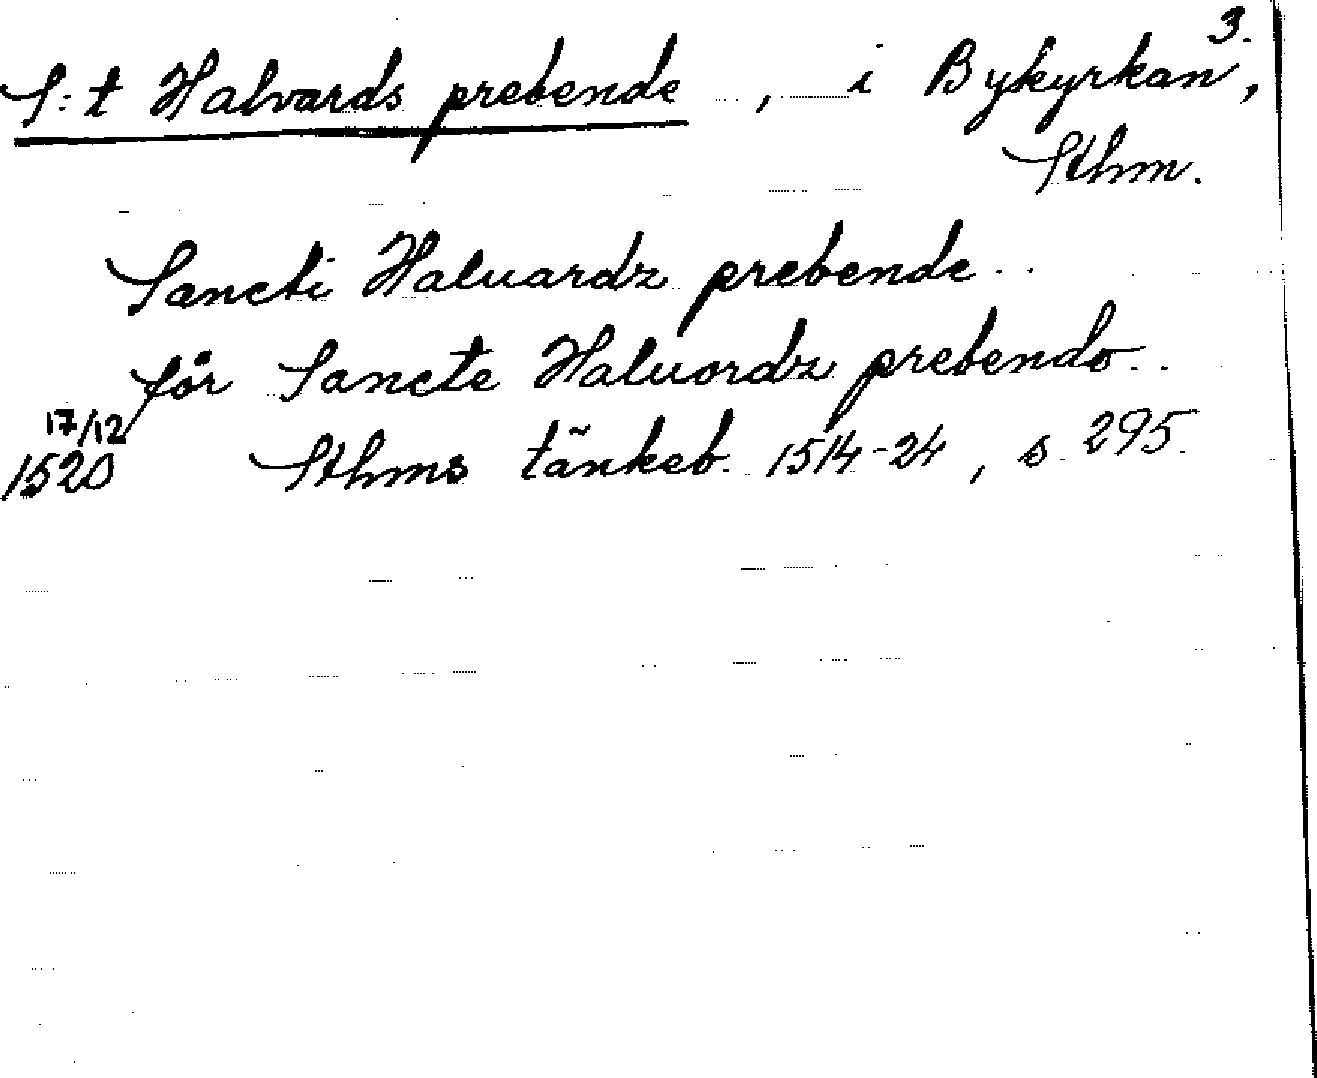 3.
S:t Halvards prebende, i Bykyrkan,
Sthm.
Sancti Haluardz prebende
för Sancte Haluordz prebendo
17/12
1520 Sthms tänkeb. 1514-24, s 295.